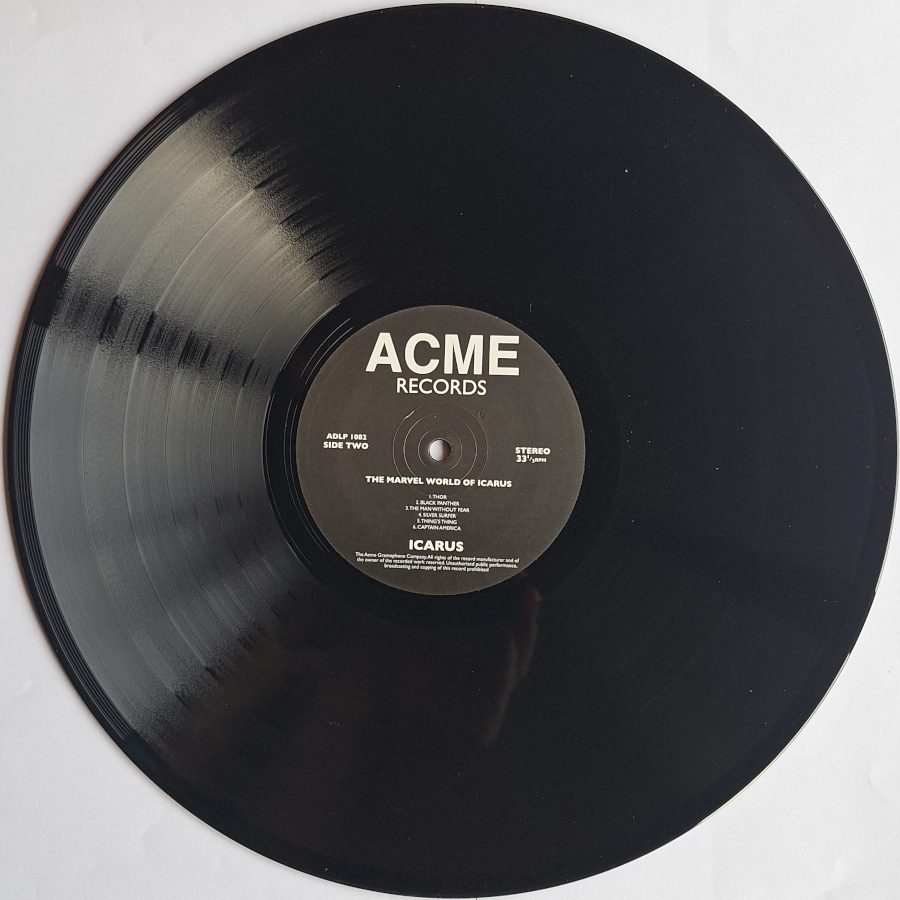 ACME
RECORDS
ADLP 1082
SIDE TWO
STEREO
33⅓RPM
THE MARVEL WORLD OF ICARUS
1. THOR
2. BLACK PANTHER
3. THE MAN WITHOUT FEAR
4. SILVER SURFER
5. THING'S THING
6. CAPTAIN AMERICA
ICARUS
The Acme Gramophone Company. All rights of the record manufacturer and of
the owner of the recorded work reserved. Unauthorised public performance,
broadcasting and copying of this record prohibited